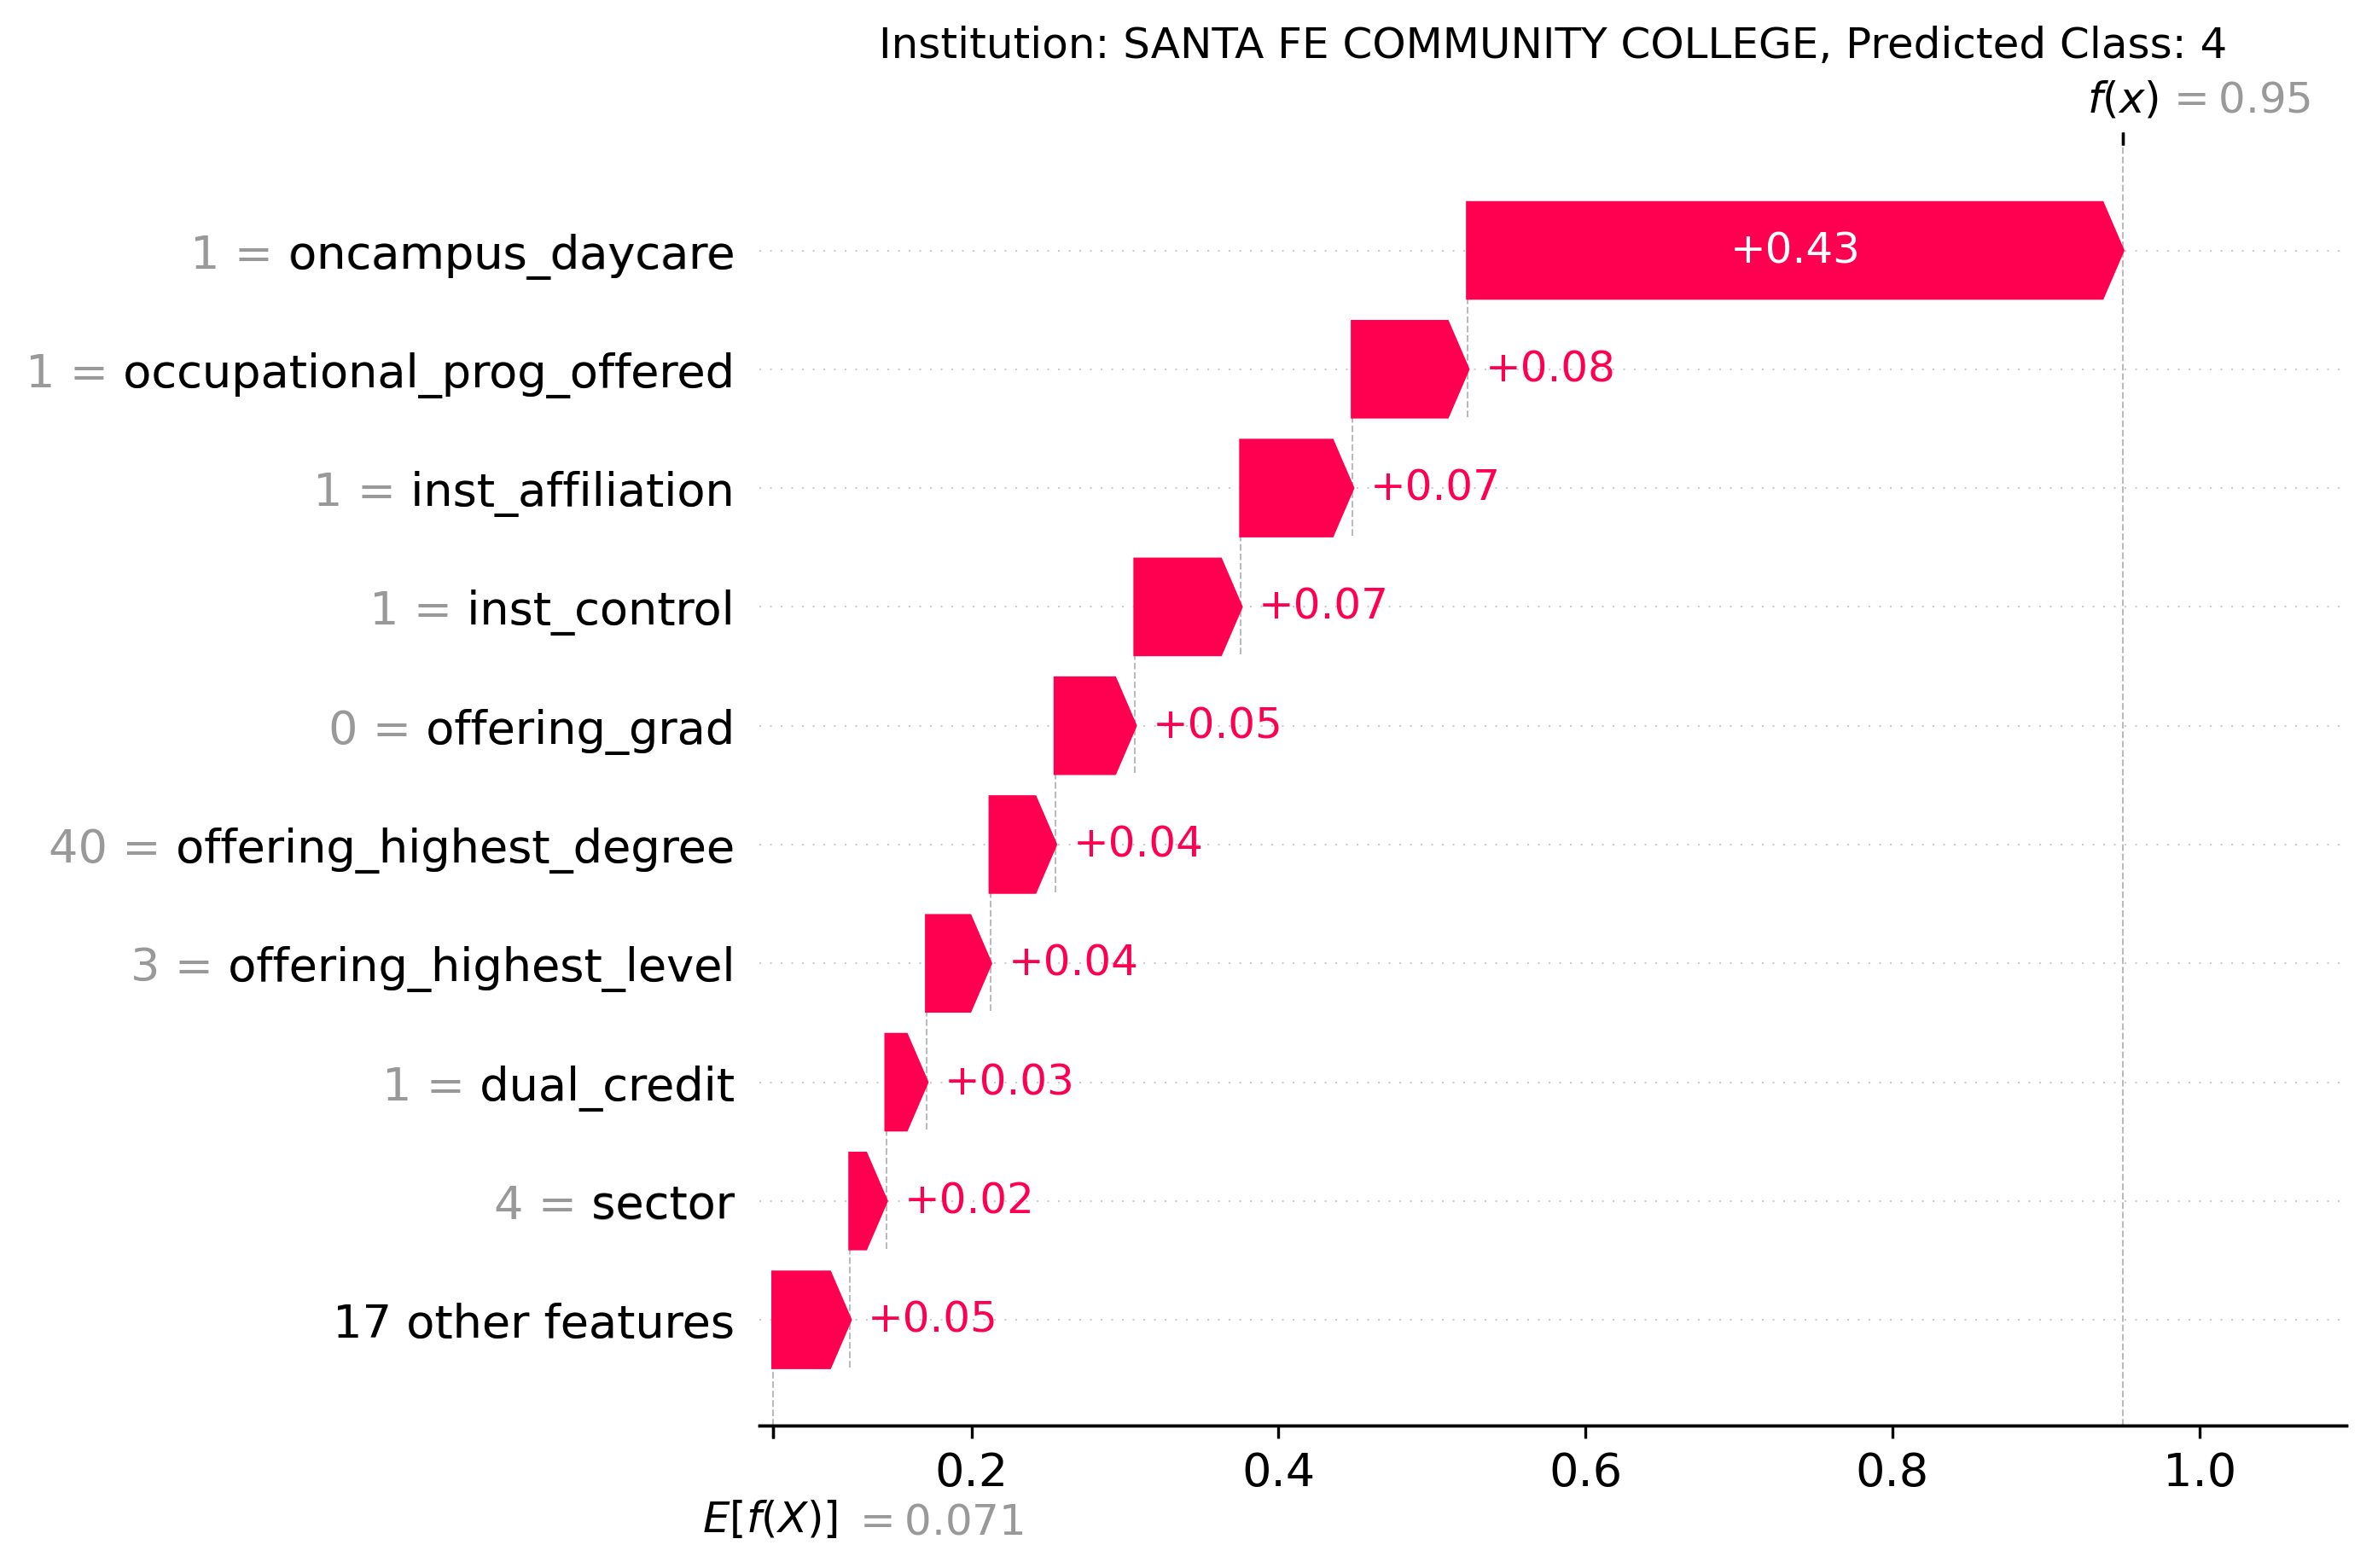 Institution: SANTA FE COMMUNITY COLLEGE, Predicted Class: 4
f(x) = 0.95
1 = oncampus_daycare +0.43
1 = occupational_prog_offered +0.08
1 = inst_affiliation +0.07
1 = inst_control +0.07
0 = offering_grad +0.05
40 = offering_highest_degree +0.04
3 = offering_highest_level +0.04
1 = dual_credit +0.03
4 = sector +0.02
17 other features +0.05
0.2 0.4 0.6 0.8 1.0
E[f(X)] = 0.071